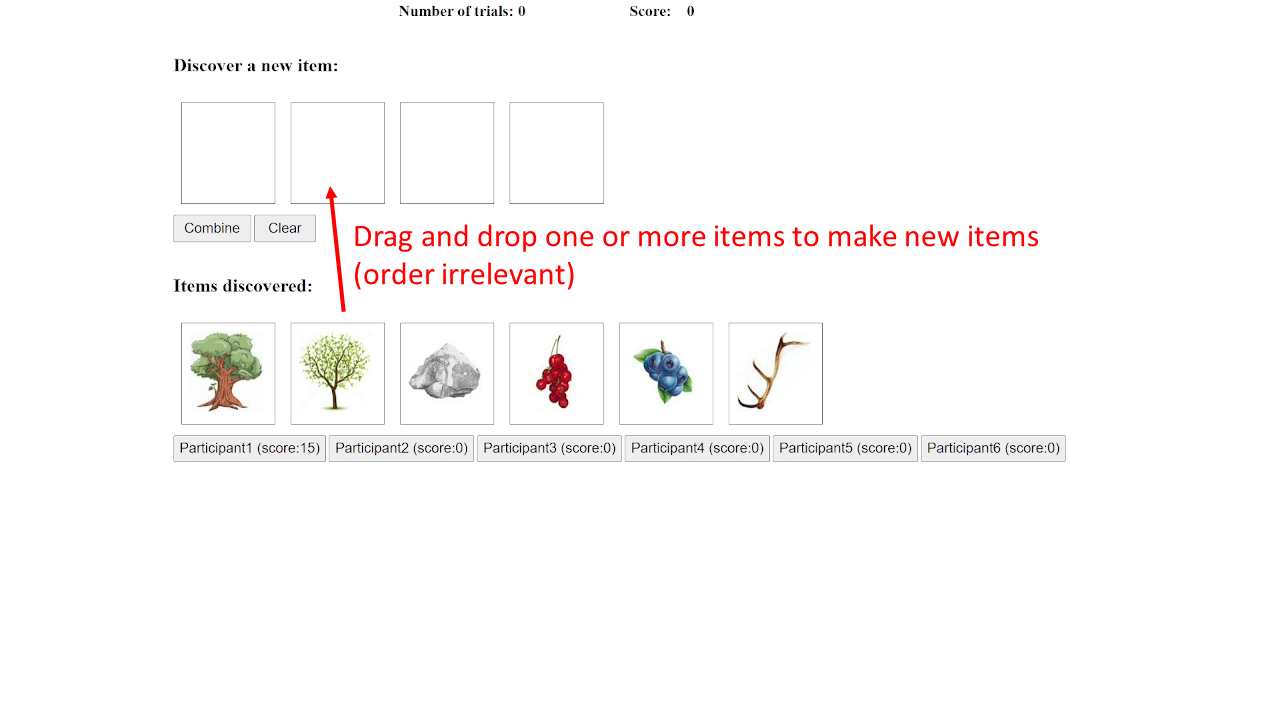 Number of trials: 0 Score: 0
Discover a new item:
Combine Clear
Drag and drop one or more items to make new items
(order irrelevant)
Items discovered:
Participant1 (score:15) Participant2 (score:0) Participant3 (score:0) Participant4 (score:0) Participant5 (score:0) Participant6 (score:0)